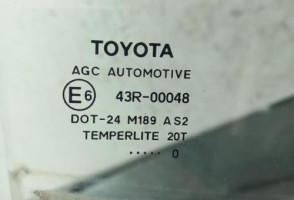 TOYOTA
AGC AUTOMOTIVE
E6 43R-00048
DOT-24 M189 AS2
TEMPERLITE 20T
..... 0